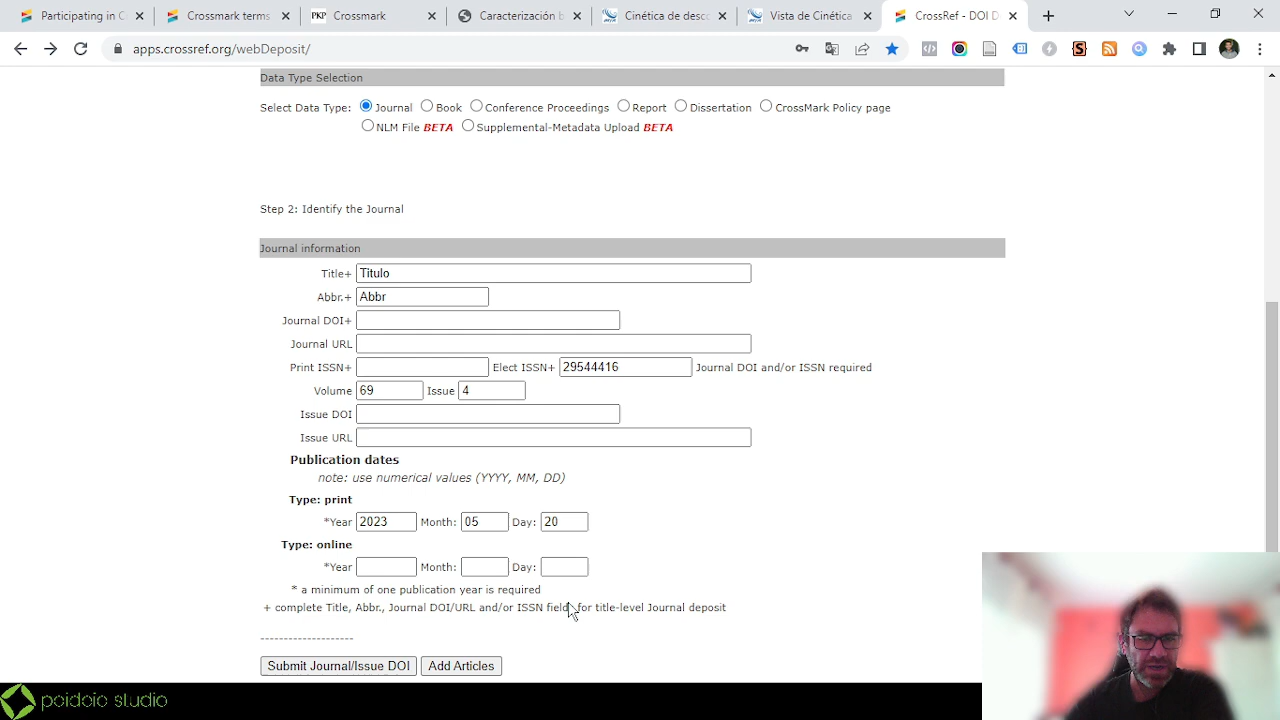 Participating in
Crossmark terms
PKP Crossmark
Caracterización b
Cinética de desco
Vista de Cinética
CrossRef - DOI D
apps.crossref.org/webDeposit/
Data Type Selection
Select Data Type: Journal Book Conference Proceedings Report Dissertation CrossMark Policy page
NLM File BETA Supplemental-Metadata Upload BETA
Step 2: Identify the Journal
Journal information
Title+ Titulo
Abbr.+ Abbr
Journal DOI+
Journal URL
Print ISSN+ Elect ISSN+ 29544416 Journal DOI and/or ISSN required
Volume 69 Issue 4
Issue DOI
Issue URL
Publication dates
note: use numerical values (YYYY, MM, DD)
Type: print
*Year 2023 Month: 05 Day: 20
Type: online
*Year Month: Day:
* a minimum of one publication year is required
+ complete Title, Abbr., Journal DOI/URL and/or ISSN fields for title-level Journal deposit
--------------------
Submit Journal/Issue DOI Add Articles
paidaia studio